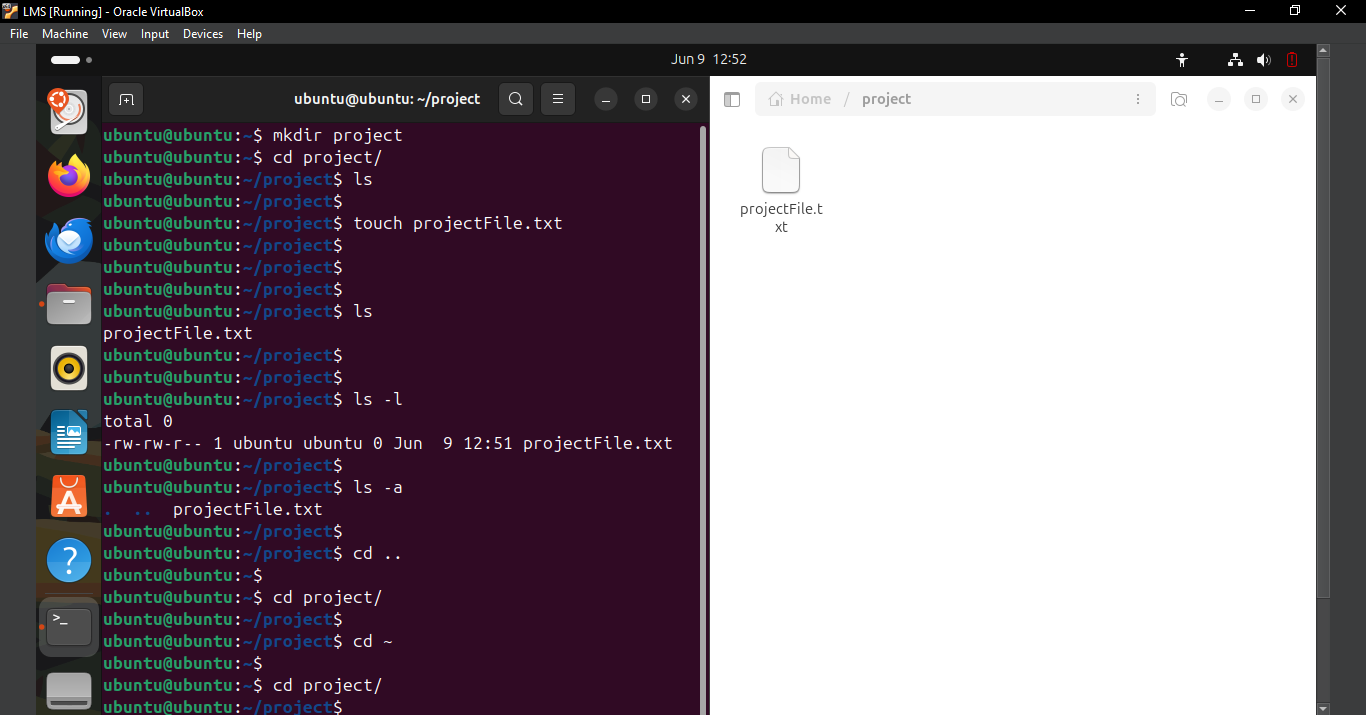 LMS [Running] - Oracle VirtualBox
File Machine View Input Devices Help
Jun 9 12:52
ubuntu@ubuntu: ~/project
ubuntu@ubuntu:~$ mkdir project
ubuntu@ubuntu:~$ cd project/
ubuntu@ubuntu:~/project$ ls
ubuntu@ubuntu:~/project$
ubuntu@ubuntu:~/project$ touch projectFile.txt
ubuntu@ubuntu:~/project$
ubuntu@ubuntu:~/project$
ubuntu@ubuntu:~/project$
ubuntu@ubuntu:~/project$ ls
projectFile.txt
ubuntu@ubuntu:~/project$
ubuntu@ubuntu:~/project$
ubuntu@ubuntu:~/project$ ls -l
total 0
-rw-rw-r-- 1 ubuntu ubuntu 0 Jun  9 12:51 projectFile.txt
ubuntu@ubuntu:~/project$
ubuntu@ubuntu:~/project$ ls -a
.  ..  projectFile.txt
ubuntu@ubuntu:~/project$
ubuntu@ubuntu:~/project$ cd ..
ubuntu@ubuntu:~$
ubuntu@ubuntu:~$ cd project/
ubuntu@ubuntu:~/project$
ubuntu@ubuntu:~/project$ cd ~
ubuntu@ubuntu:~$
ubuntu@ubuntu:~$ cd project/
ubuntu@ubuntu:~/project$
Home / project
projectFile.t
xt